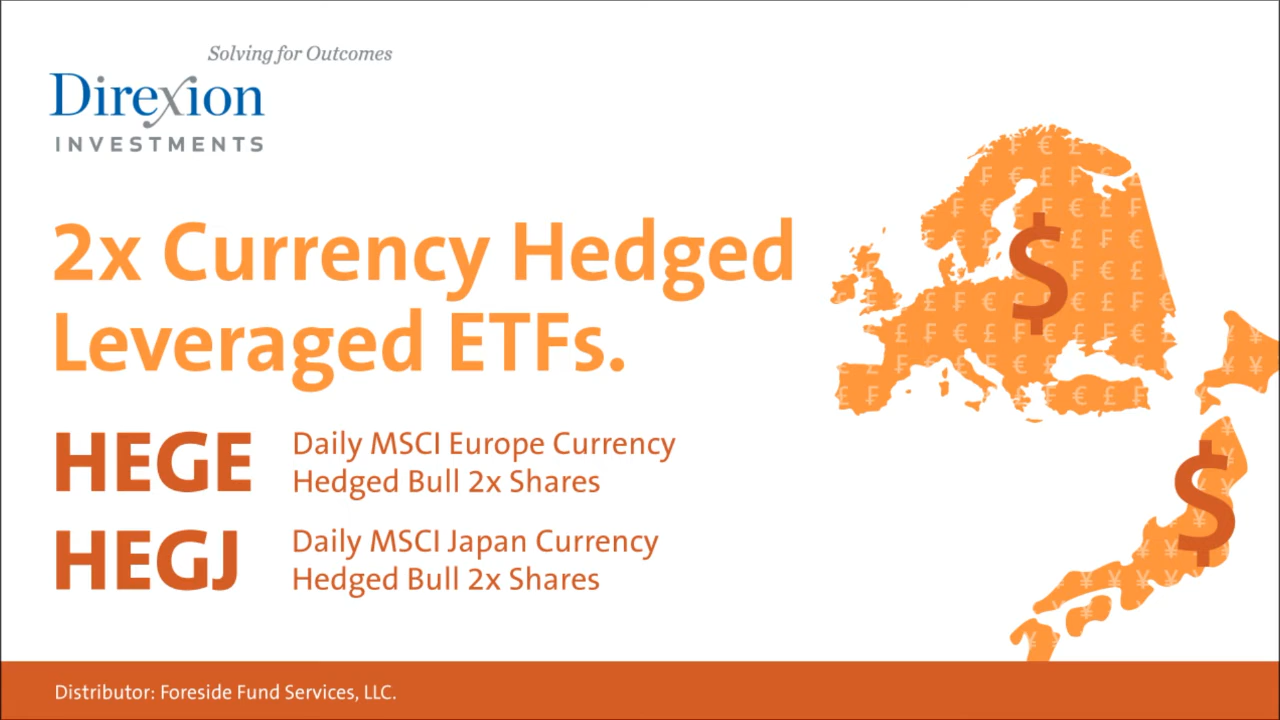 Solving for Outcomes
Direxion
INVESTMENTS
2x Currency Hedged
Leveraged ETFs.
HEGE
Daily MSCI Europe Currency
Hedged Bull 2x Shares
HEGJ
Daily MSCI Japan Currency
Hedged Bull 2x Shares
$
$
Distributor: Foreside Fund Services, LLC.